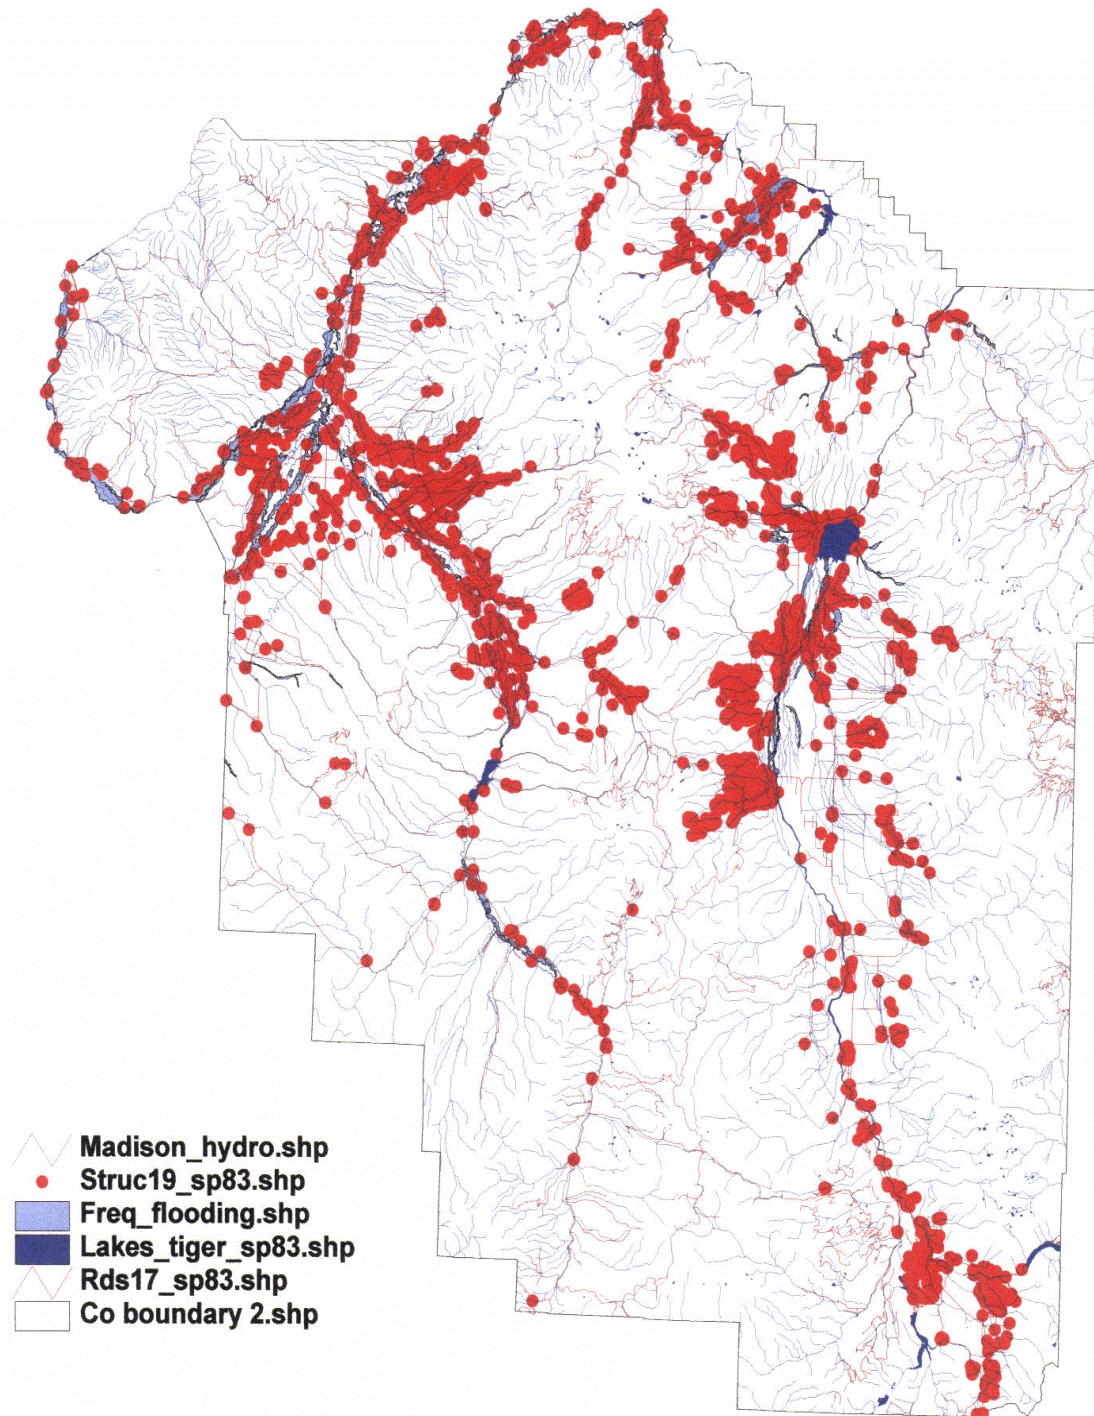 Madison_hydro.shp
Struc19_sp83.shp
Freq_flooding.shp
Lakes_tiger_sp83.shp
Rds17_sp83.shp
Co boundary 2.shp